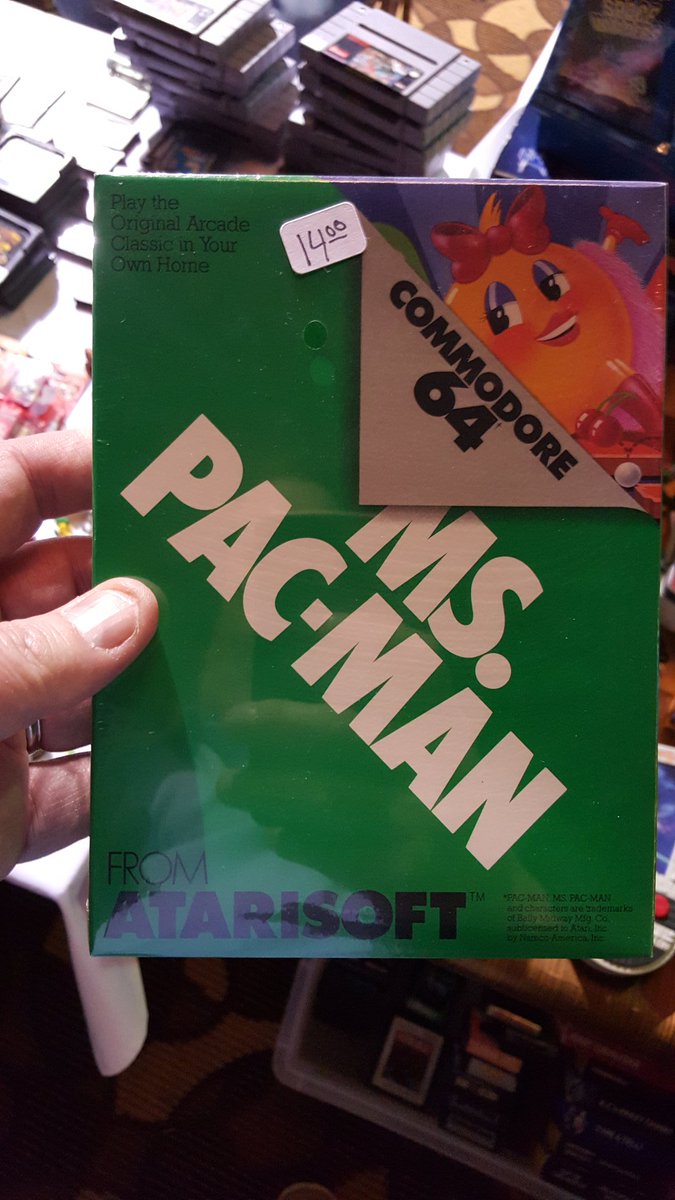 Play the
Original Arcade
Classic in Your
Own Home
14.00
COMMODORE
64
MS.
PAC-MAN
FROM
ATARISOFT™
*PAC-MAN, MS. PAC-MAN
and characters are trademarks
of Bally Midway Mfg. Co.
sublicensed to Atari, Inc.
by Namco-America, Inc.